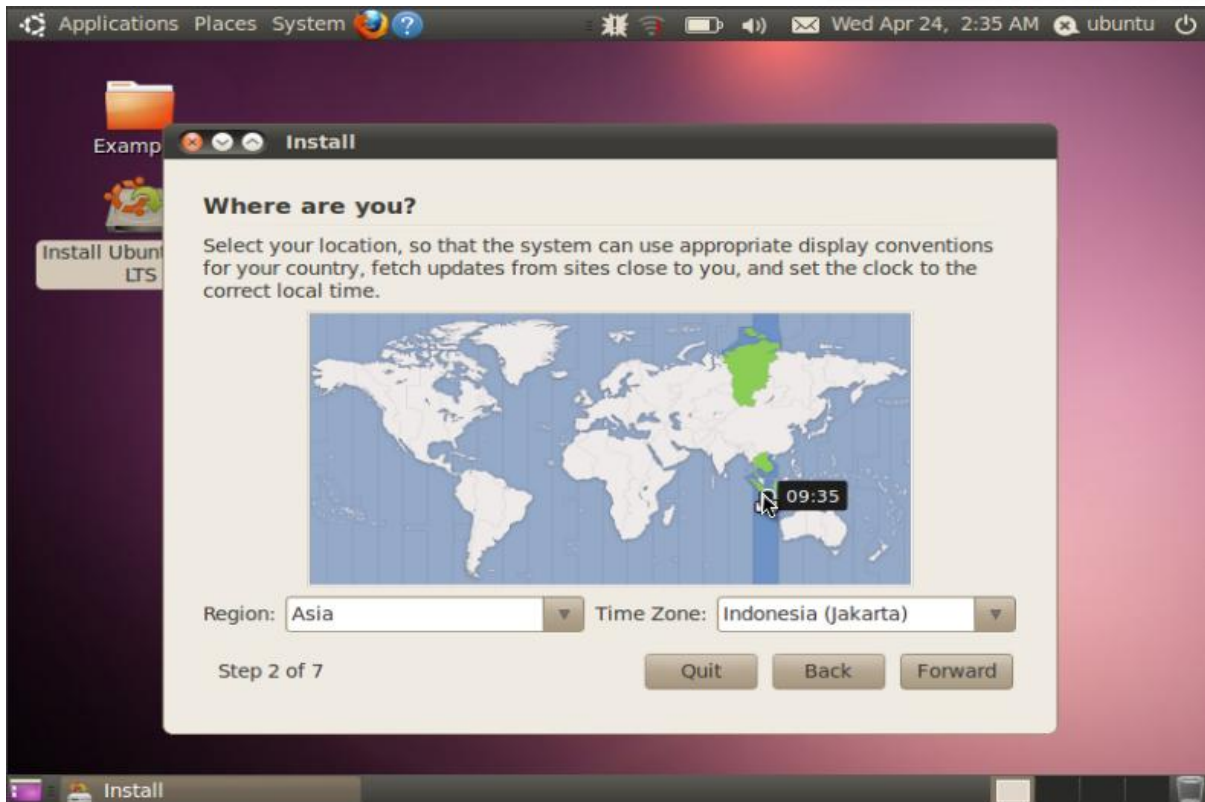 Applications Places System ? Wed Apr 24, 2:35 AM ubuntu
Examp
Install Ubun
LTS
Install
Where are you?
Select your location, so that the system can use appropriate display conventions
for your country, fetch updates from sites close to you, and set the clock to the
correct local time.
09:35
Region: Asia Time Zone: Indonesia (Jakarta)
Step 2 of 7 Quit Back Forward
Install